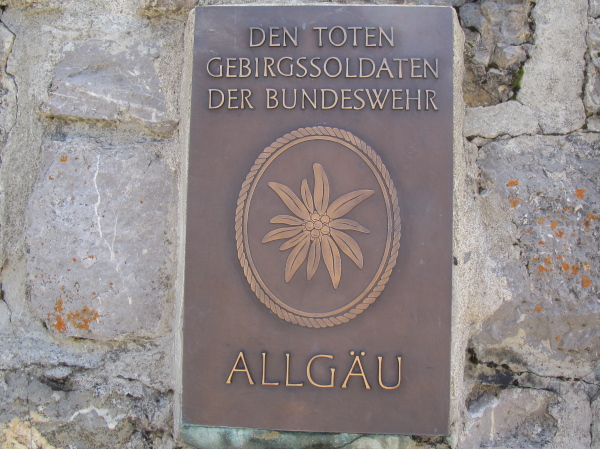 DEN TOTEN
GEBIRGSSOLDATEN
DER BUNDESWEHR
ALLGÄU